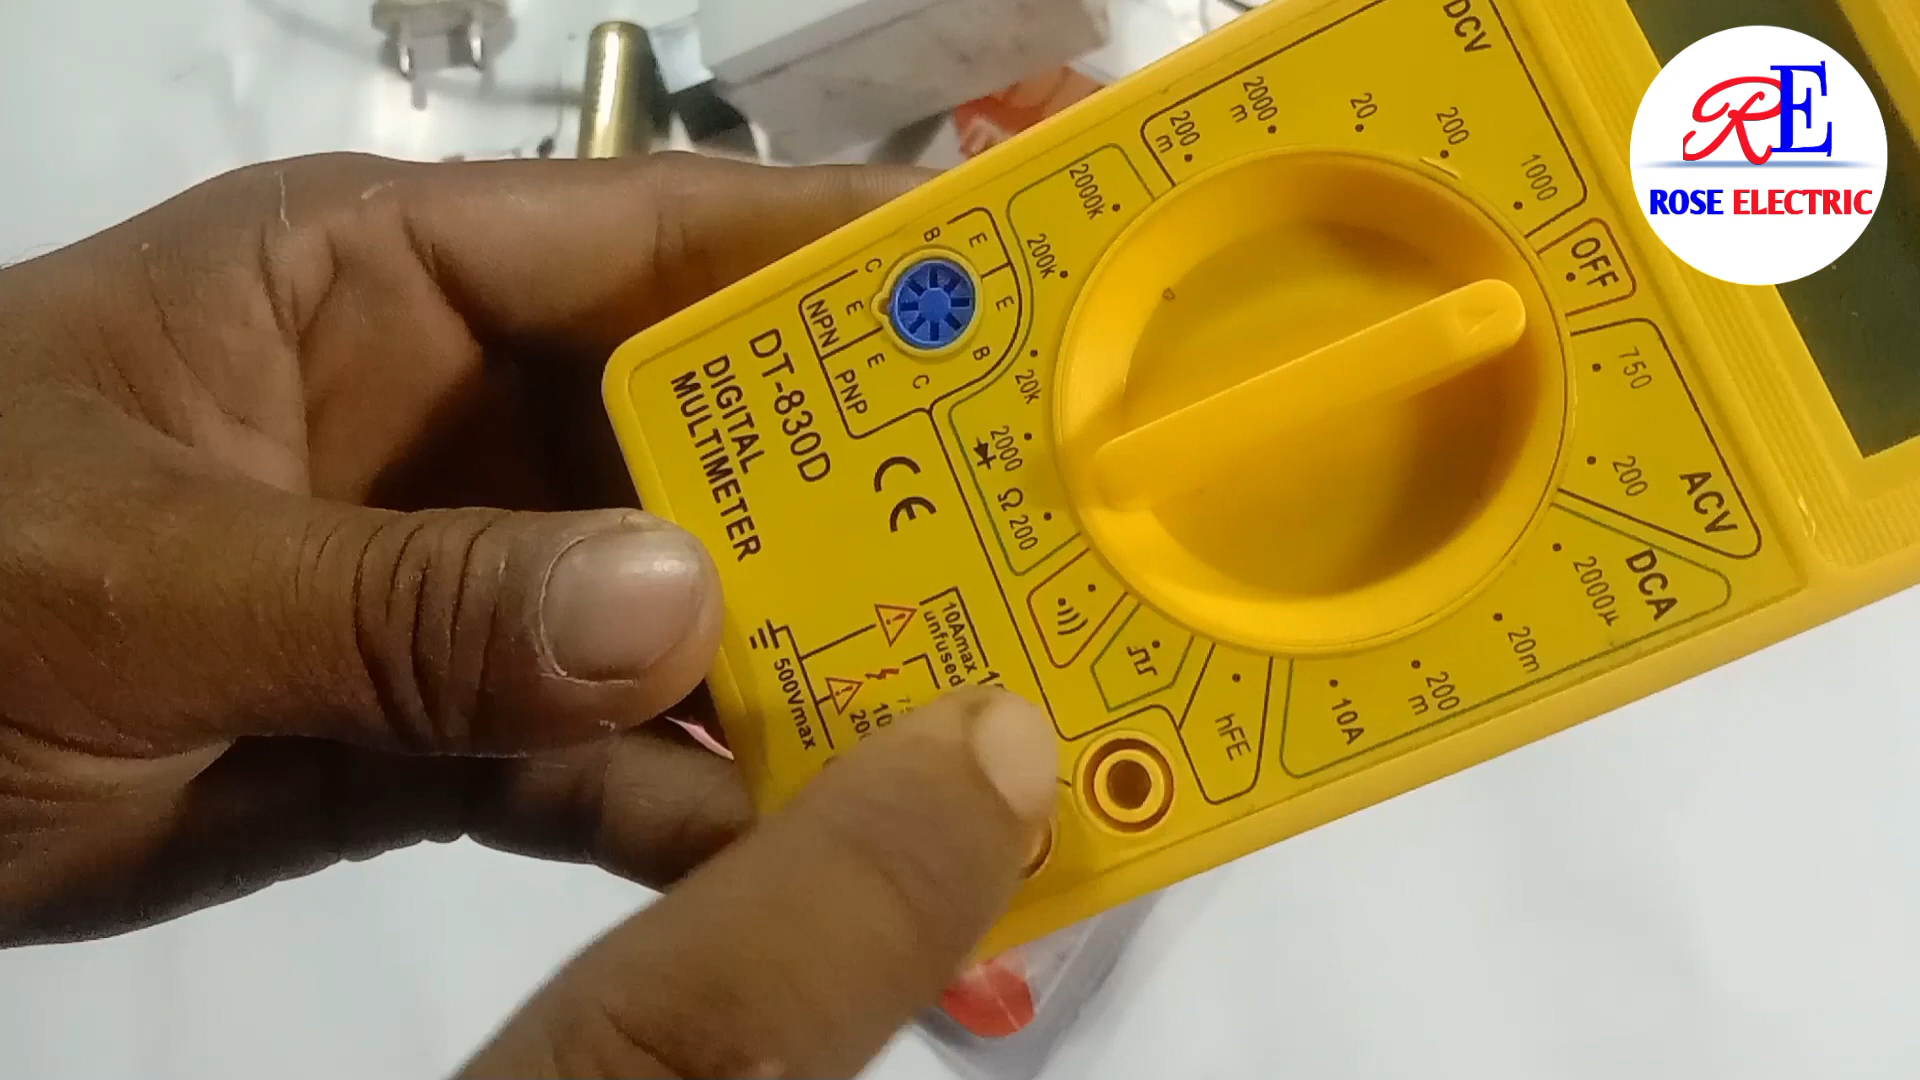 RE
ROSE ELECTRIC
DCV
200
m
2000
m
20
200
1000
OFF
750
200
ACV
DCA
2000µ
20m
200
m
10A
hFE
2000k
200k
20k
2000
Ω 200
B
E
C
E
E
B
E
C
NPN
PNP
DT-830D
DIGITAL
MULTIMETER
CE
10Amax
unfused
500Vmax